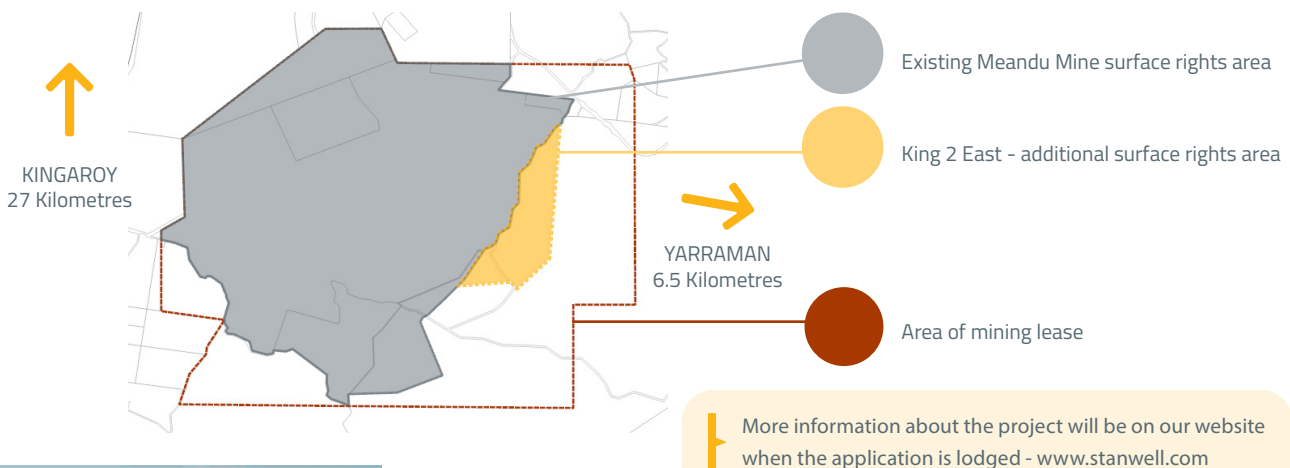 Existing Meandu Mine surface rights area
King 2 East - additional surface rights area
KINGAROY
27 Kilometres
YARRAMAN
6.5 Kilometres
Area of mining lease
More information about the project will be on our website
when the application is lodged - www.stanwell.com